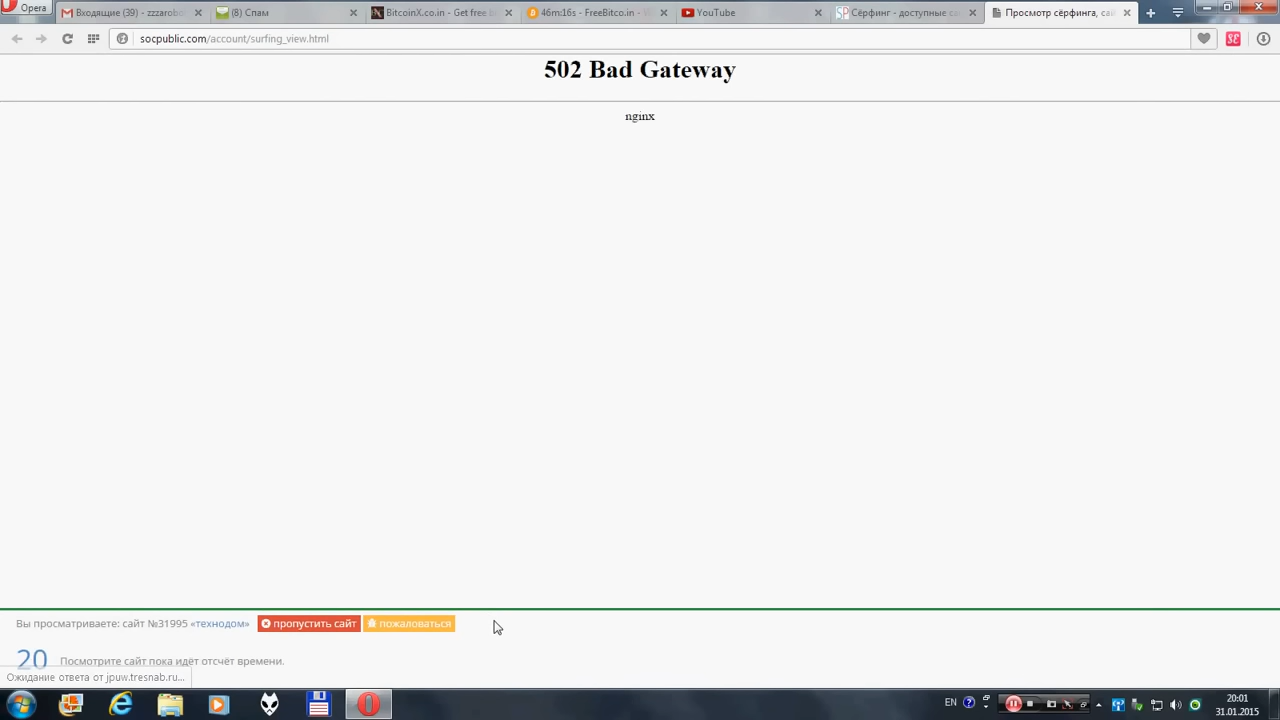 Opera
Входящие (39) - zzzarobo
(8) Спам
BitcoinX.co.in - Get free b
46m:16s - FreeBitco.in - W
YouTube
Сёрфинг - доступные са
Просмотр сёрфинга, сай
socpublic.com/account/surfing_view.html
502 Bad Gateway
nginx
Вы просматриваете: сайт №31995 «технодом»
пропустить сайт
пожаловаться
20
Посмотрите сайт пока идёт отсчёт времени.
Ожидание ответа от jpuw.tresnab.ru...
EN
20:01
31.01.2015